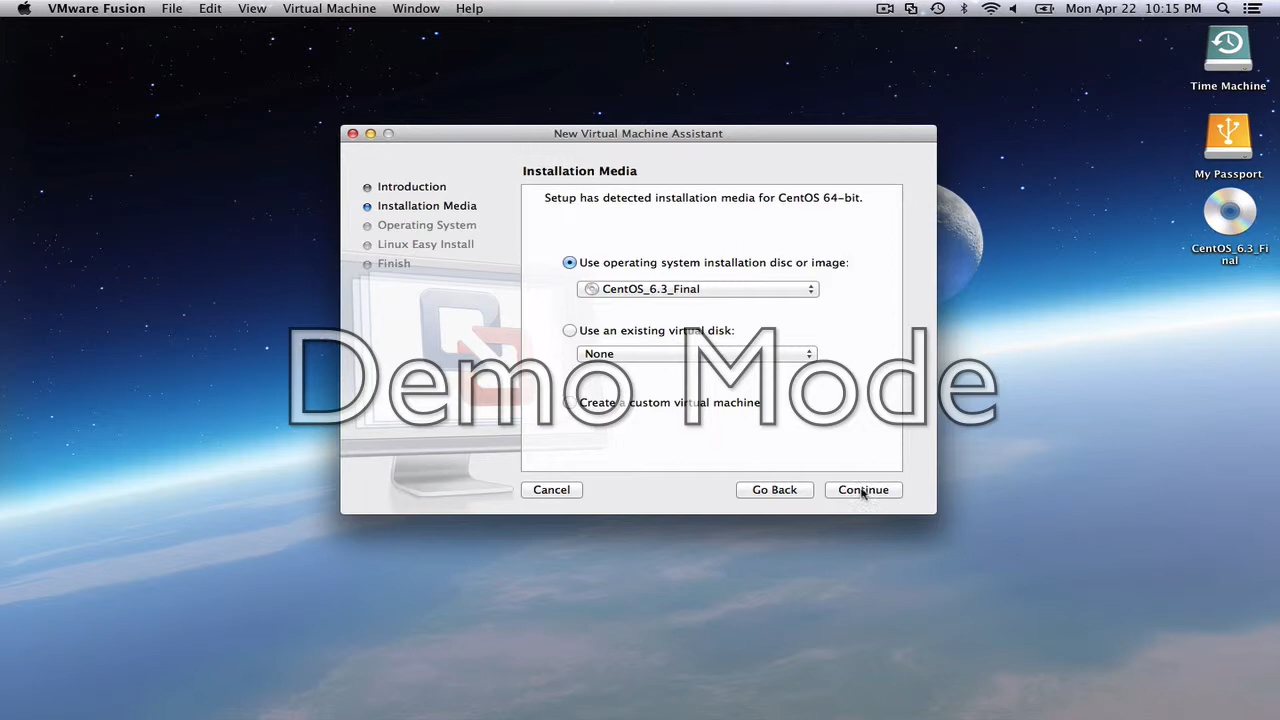 VMware Fusion File Edit View Virtual Machine Window Help Mon Apr 22 10:15 PM
Time Machine
My Passport
CentOS_6.3_Fi
nal
New Virtual Machine Assistant
Introduction
Installation Media
Operating System
Linux Easy Install
Finish
Installation Media
Setup has detected installation media for CentOS 64-bit.
Use operating system installation disc or image:
CentOS_6.3_Final
Use an existing virtual disk:
None
Create a custom virtual machine
Cancel Go Back Continue
Demo Mode